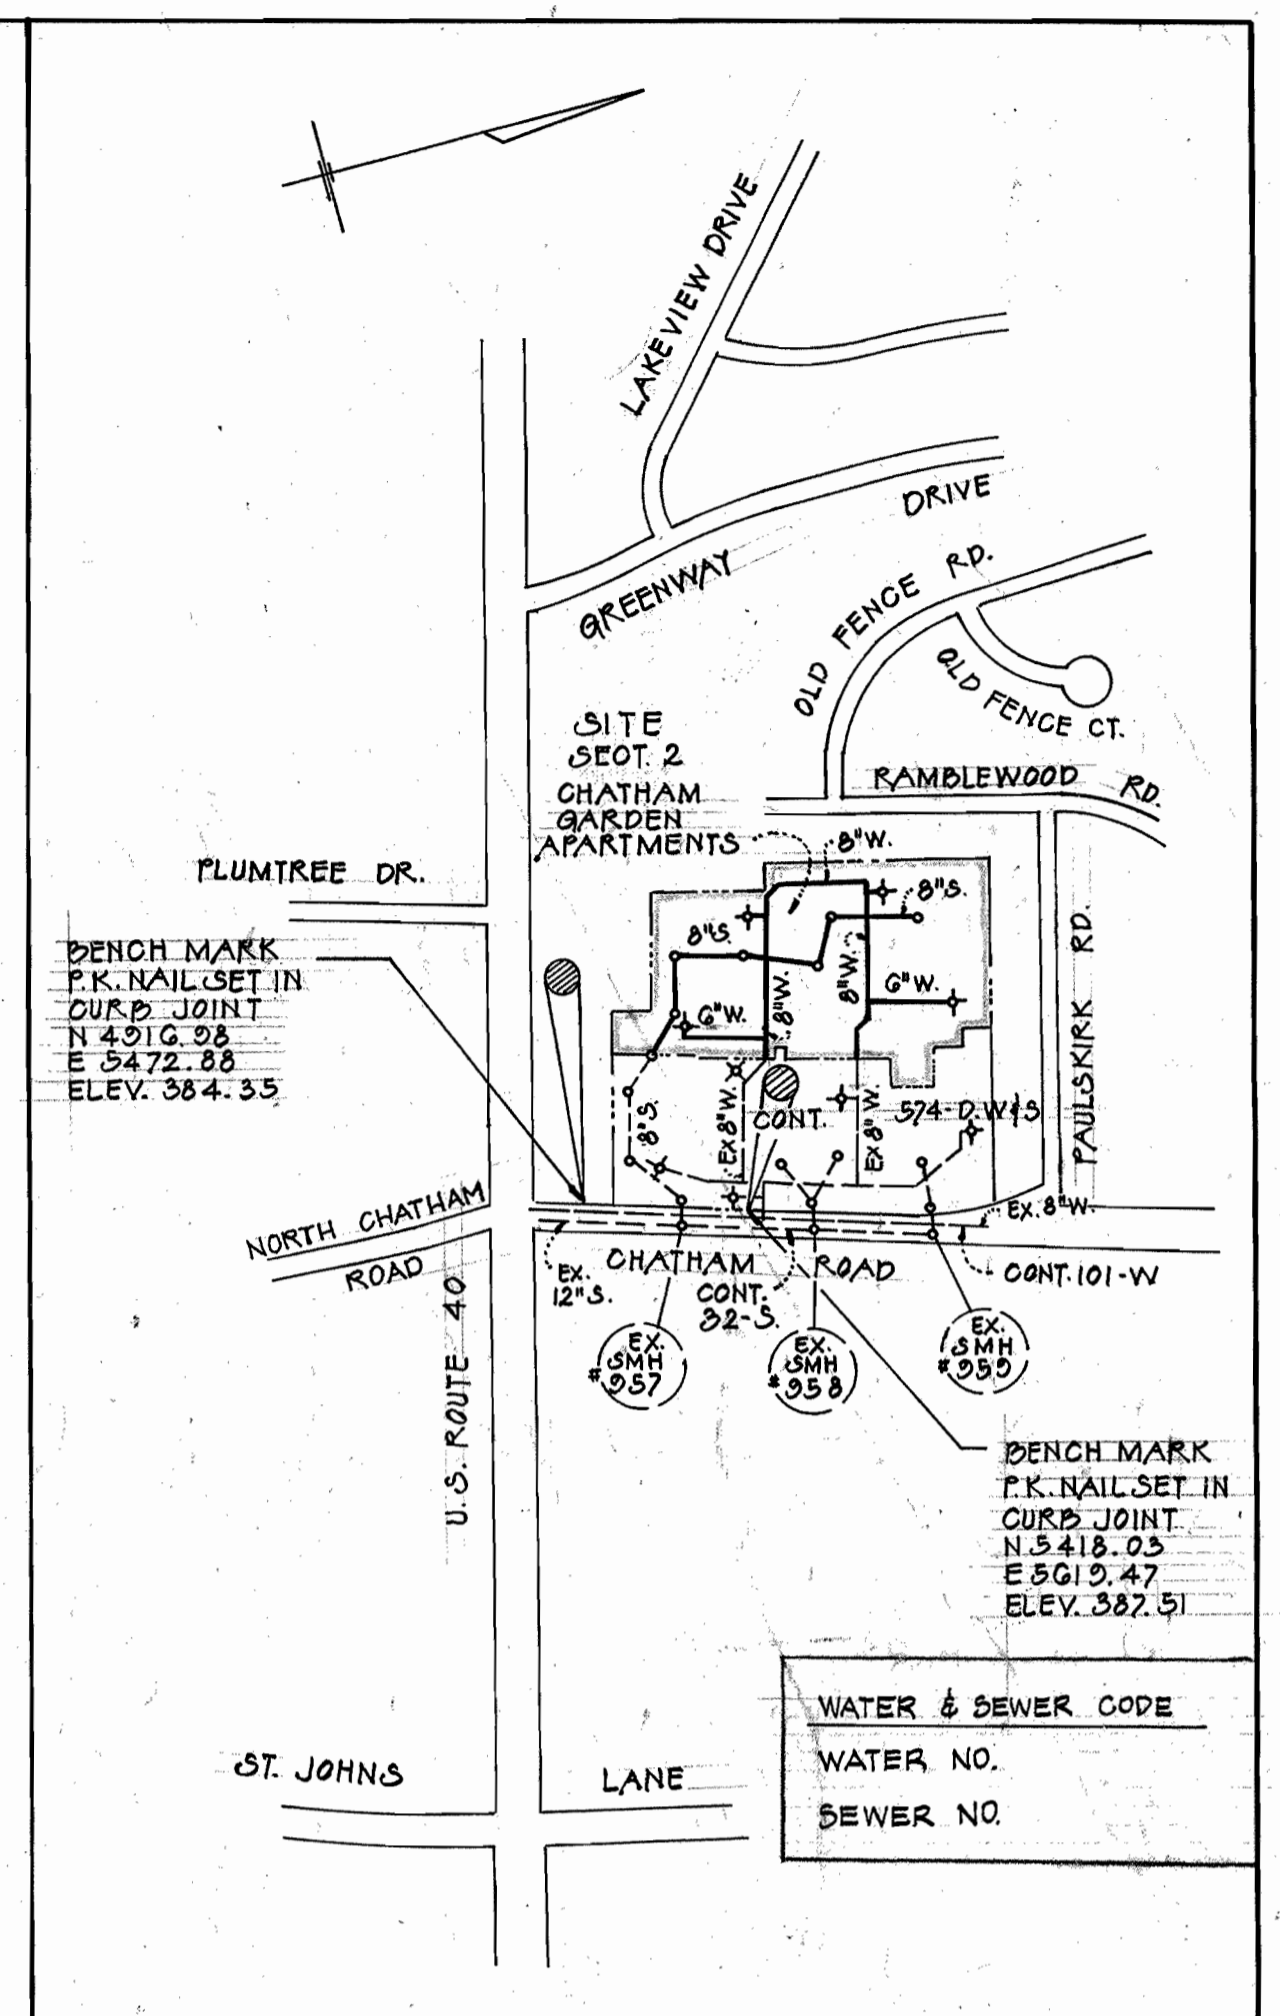 LAKEVIEW DRIVE
GREENWAY DRIVE
OLD FENCE RD.
OLD FENCE CT.
RAMBLEWOOD RD.
SITE
SECT. 2
CHATHAM
GARDEN
APARTMENTS
8"W.
8"S.
8"S.
8"W.
8"W.
6"W.
6"W.
PLUMTREE DR.
BENCH MARK
P.K. NAIL SET IN
CURB JOINT
N 4916.98
E 5472.88
ELEV. 384.35
PAULSKIRK RD.
8"S.
EX 8"W.
CONT.
EX 8"W.
574-D.W&S
NORTH CHATHAM
ROAD
EX. 8"W.
EX.
12"S.
CHATHAM ROAD
CONT.
32-S.
CONT. 101-W
U.S. ROUTE 40
EX.
SMH
#957
EX.
SMH
#958
EX.
SMH
#959
BENCH MARK
P.K. NAIL SET IN
CURB JOINT
N 5418.03
E 5619.47
ELEV. 387.51
WATER & SEWER CODE
WATER NO.
SEWER NO.
ST. JOHNS LANE